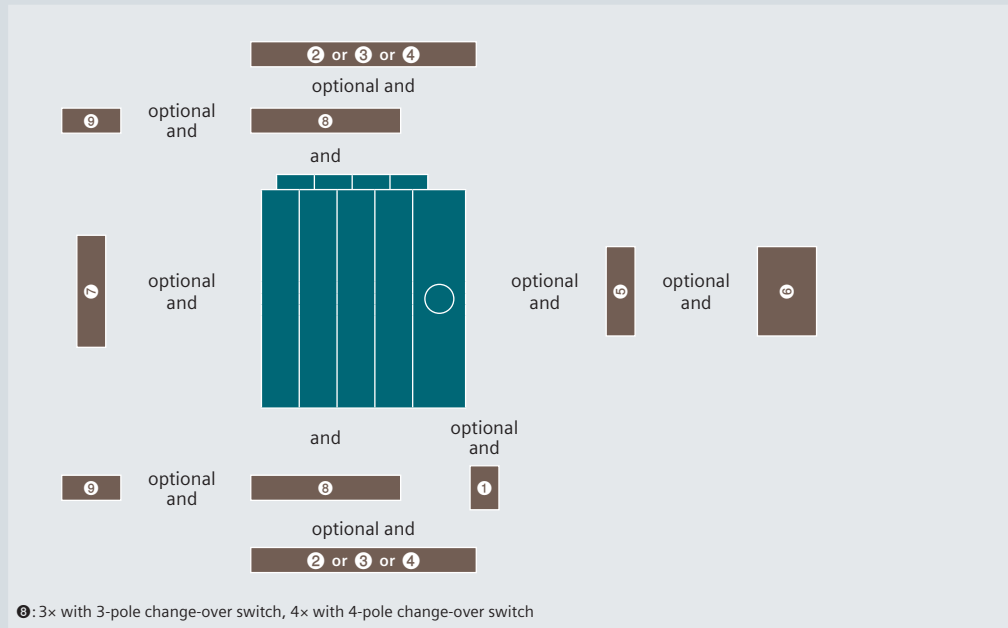 ❷ or ❸ or ❹
optional and
❾ optional ❽
and
and
❼ optional
and
optional ❺ optional ❻
and and
and
optional
and
❾ optional ❽ ❶
and
optional and
❷ or ❸ or ❹
❽: 3× with 3-pole change-over switch, 4× with 4-pole change-over switch